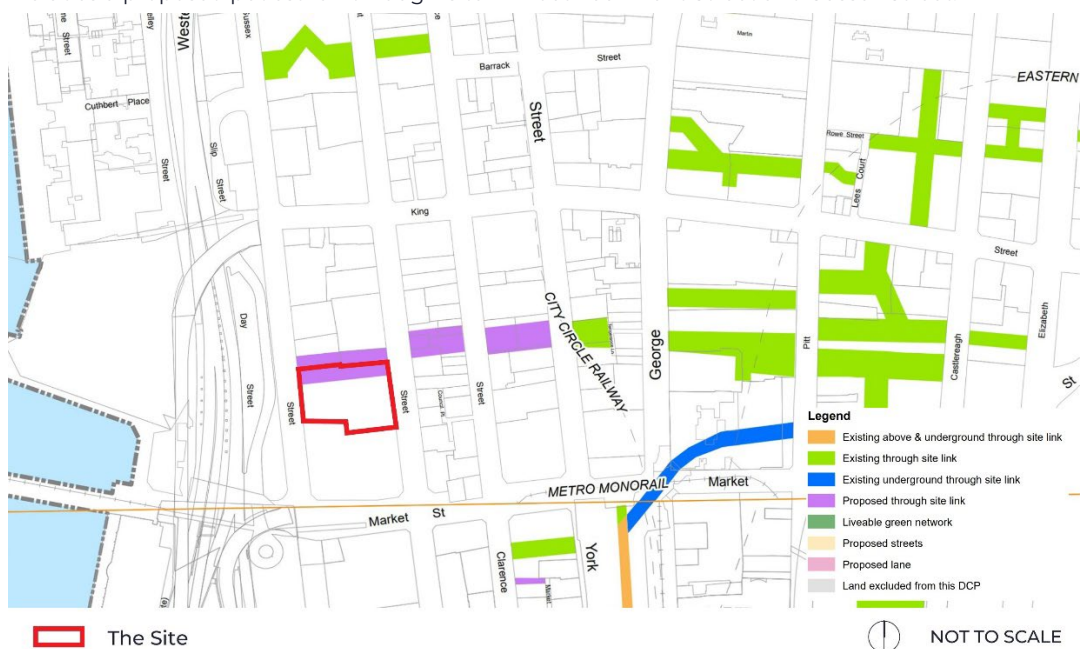 Sussex
Barrack
Street
Martin
EASTERN
Cuthbert Place
Street
Slip
Street
Street
Street
Rowe Street
Lees Court
King
Street
Day
Street
CITY CIRCLE RAILWAY
George
Pitt
Castlereagh
Elizabeth
St
Street
Street
Street
METRO MONORAIL
Market
Market St
Clarence
York
Legend
Existing above & underground through site link
Existing through site link
Existing underground through site link
Proposed through site link
Liveable green network
Proposed streets
Proposed lane
Land excluded from this DCP
The Site
NOT TO SCALE